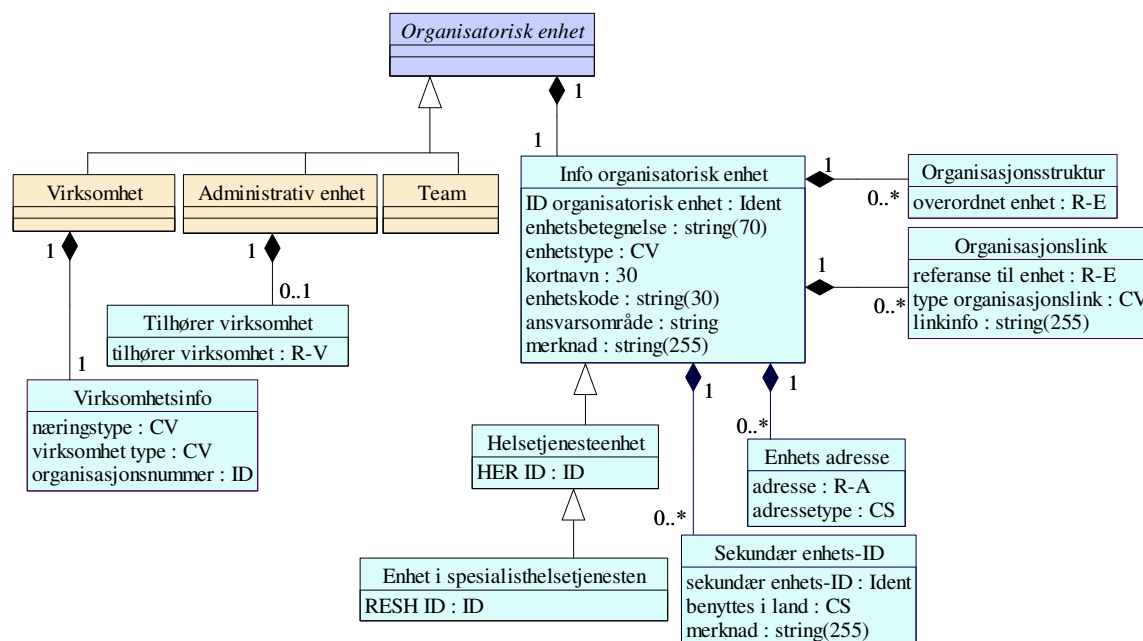 Organisatorisk enhet
1
1
Virksomhet
Administrativ enhet
Team
1
1
0..1
Tilhører virksomhet
tilhører virksomhet : R-V
1
Virksomhetsinfo
næringstype : CV
virksomhet type : CV
organisasjonsnummer : ID
Info organisatorisk enhet
ID organisatorisk enhet : Ident
enhetsbetegnelse : string(70)
enhetstype : CV
kortnavn : 30
enhetskode : string(30)
ansvarsområde : string
merknad : string(255)
1
0..*
Organisasjonsstruktur
overordnet enhet : R-E
1
0..*
Organisasjonslink
referanse til enhet : R-E
type organisasjonslink : CV
linkinfo : string(255)
1
1
Helsetjenesteenhet
HER ID : ID
0..*
Enhets adresse
adresse : R-A
adressetype : CS
0..*
Enhet i spesialisthelsetjenesten
RESH ID : ID
Sekundær enhets-ID
sekundær enhets-ID : Ident
benyttes i land : CS
merknad : string(255)